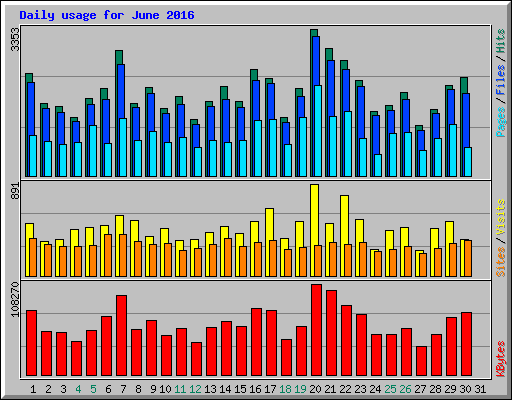 Daily usage for June 2016
3353
Pages / Files / Hits
891
Sites / Visits
108270
KBytes
1 2 3 4 5 6 7 8 9 10 11 12 13 14 15 16 17 18 19 20 21 22 23 24 25 26 27 28 29 30 31